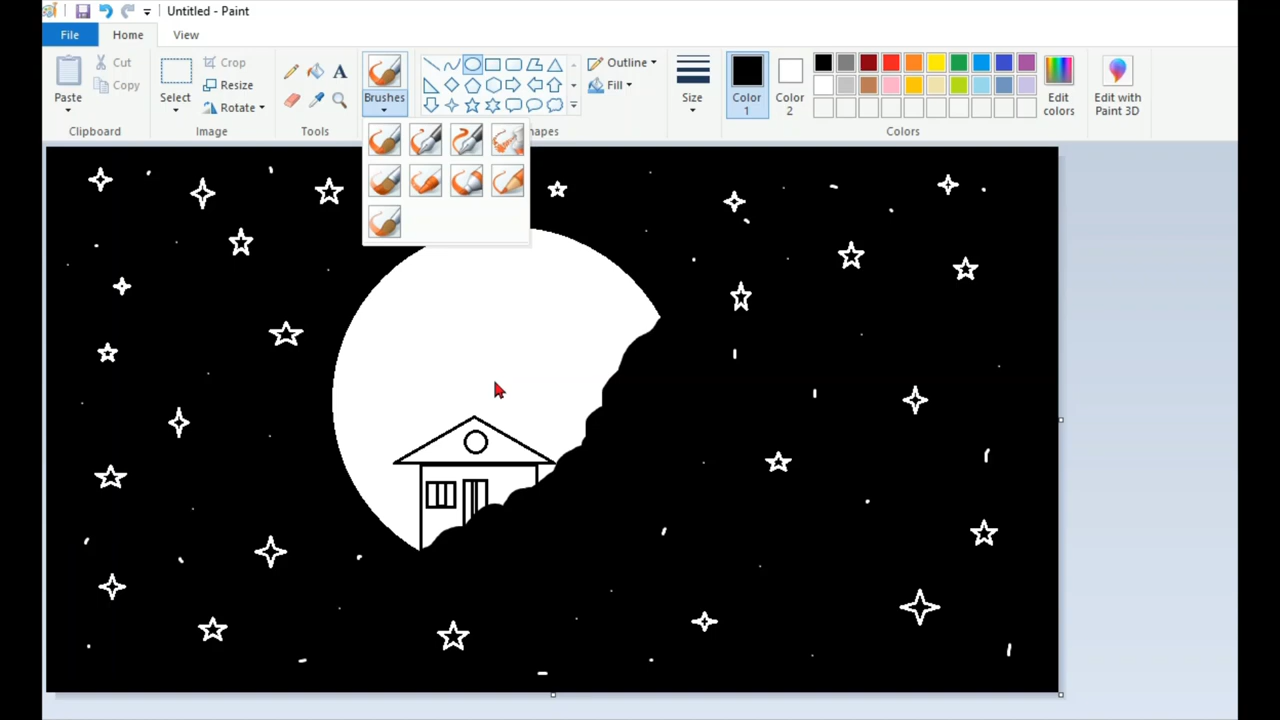 Untitled - Paint
File
Home
View
Paste
Cut
Copy
Clipboard
Select
Crop
Resize
Rotate
Image
A
Tools
Brushes
Outline
Fill
hapes
Size
Color
1
Color
2
Edit
colors
Colors
Edit with
Paint 3D